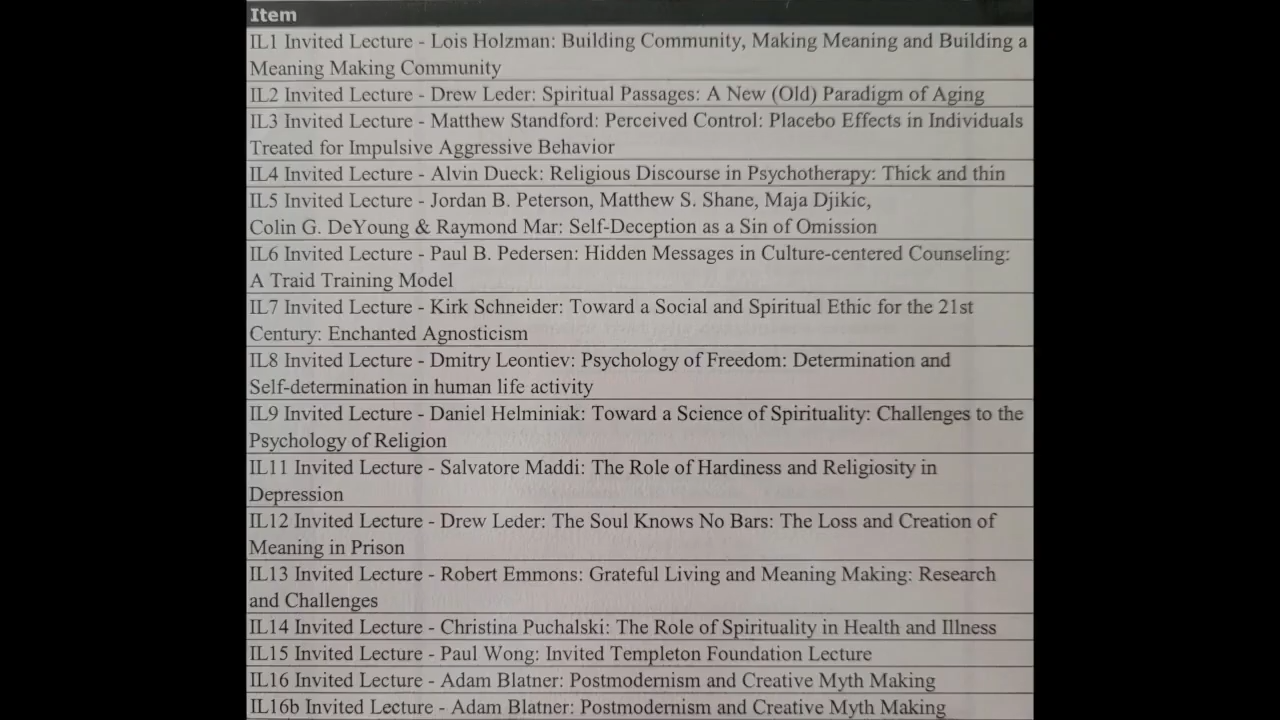 Item
IL1 Invited Lecture - Lois Holzman: Building Community, Making Meaning and Building a
Meaning Making Community
IL2 Invited Lecture - Drew Leder: Spiritual Passages: A New (Old) Paradigm of Aging
IL3 Invited Lecture - Matthew Standford: Perceived Control: Placebo Effects in Individuals
Treated for Impulsive Aggressive Behavior
IL4 Invited Lecture - Alvin Dueck: Religious Discourse in Psychotherapy: Thick and thin
IL5 Invited Lecture - Jordan B. Peterson, Matthew S. Shane, Maja Djikic,
Colin G. DeYoung & Raymond Mar: Self-Deception as a Sin of Omission
IL6 Invited Lecture - Paul B. Pedersen: Hidden Messages in Culture-centered Counseling:
A Traid Training Model
IL7 Invited Lecture - Kirk Schneider: Toward a Social and Spiritual Ethic for the 21st
Century: Enchanted Agnosticism
IL8 Invited Lecture - Dmitry Leontiev: Psychology of Freedom: Determination and
Self-determination in human life activity
IL9 Invited Lecture - Daniel Helminiak: Toward a Science of Spirituality: Challenges to the
Psychology of Religion
IL11 Invited Lecture - Salvatore Maddi: The Role of Hardiness and Religiosity in
Depression
IL12 Invited Lecture - Drew Leder: The Soul Knows No Bars: The Loss and Creation of
Meaning in Prison
IL13 Invited Lecture - Robert Emmons: Grateful Living and Meaning Making: Research
and Challenges
IL14 Invited Lecture - Christina Puchalski: The Role of Spirituality in Health and Illness
IL15 Invited Lecture - Paul Wong: Invited Templeton Foundation Lecture
IL16 Invited Lecture - Adam Blatner: Postmodernism and Creative Myth Making
IL16b Invited Lecture - Adam Blatner: Postmodernism and Creative Myth Making